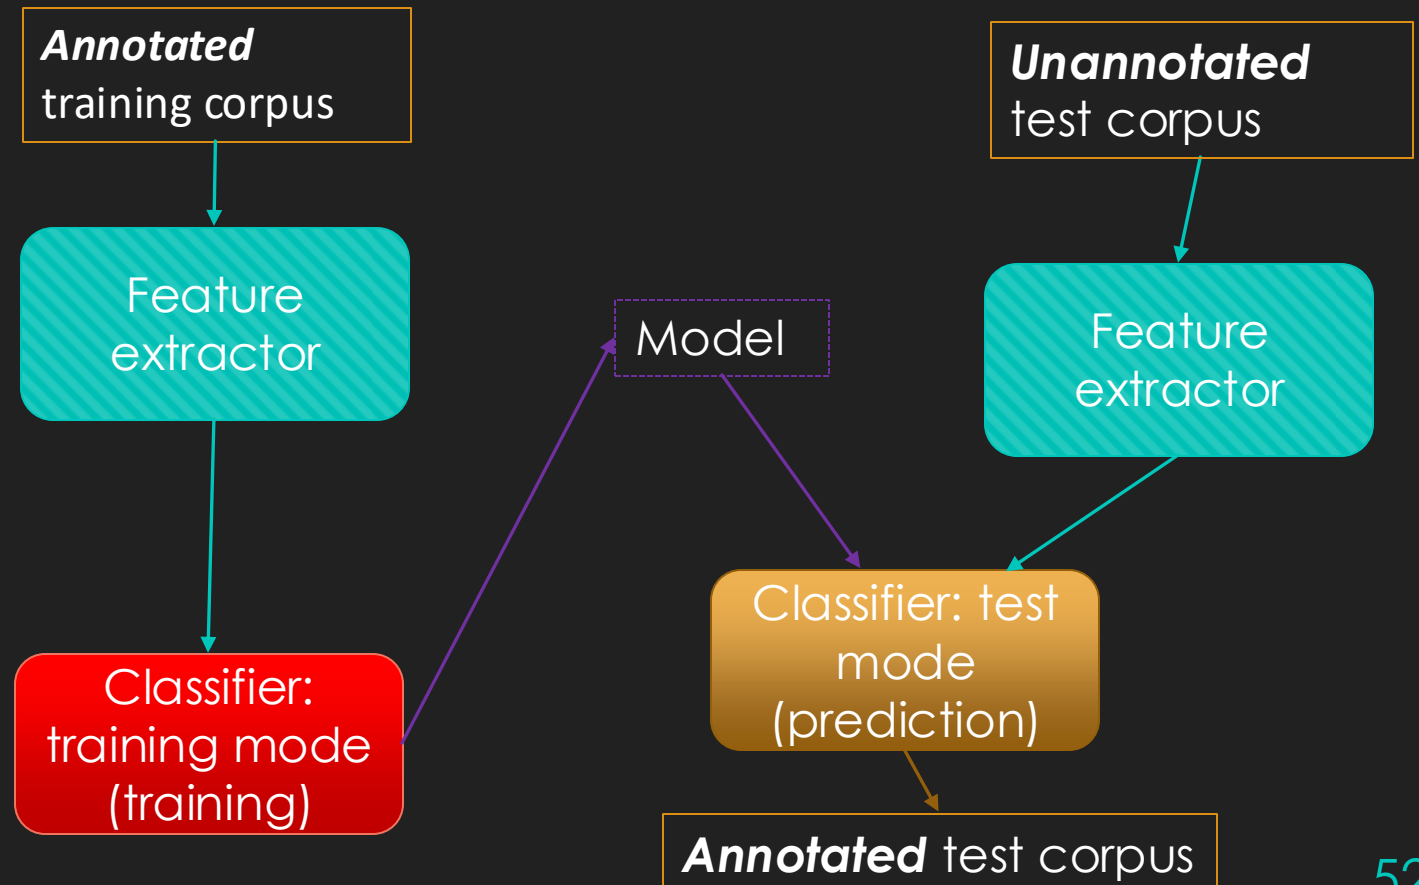 Annotated
training corpus
Unannotated
test corpus
Feature
extractor
Model
Feature
extractor
Classifier:
training mode
(training)
Classifier: test
mode
(prediction)
Annotated test corpus
52